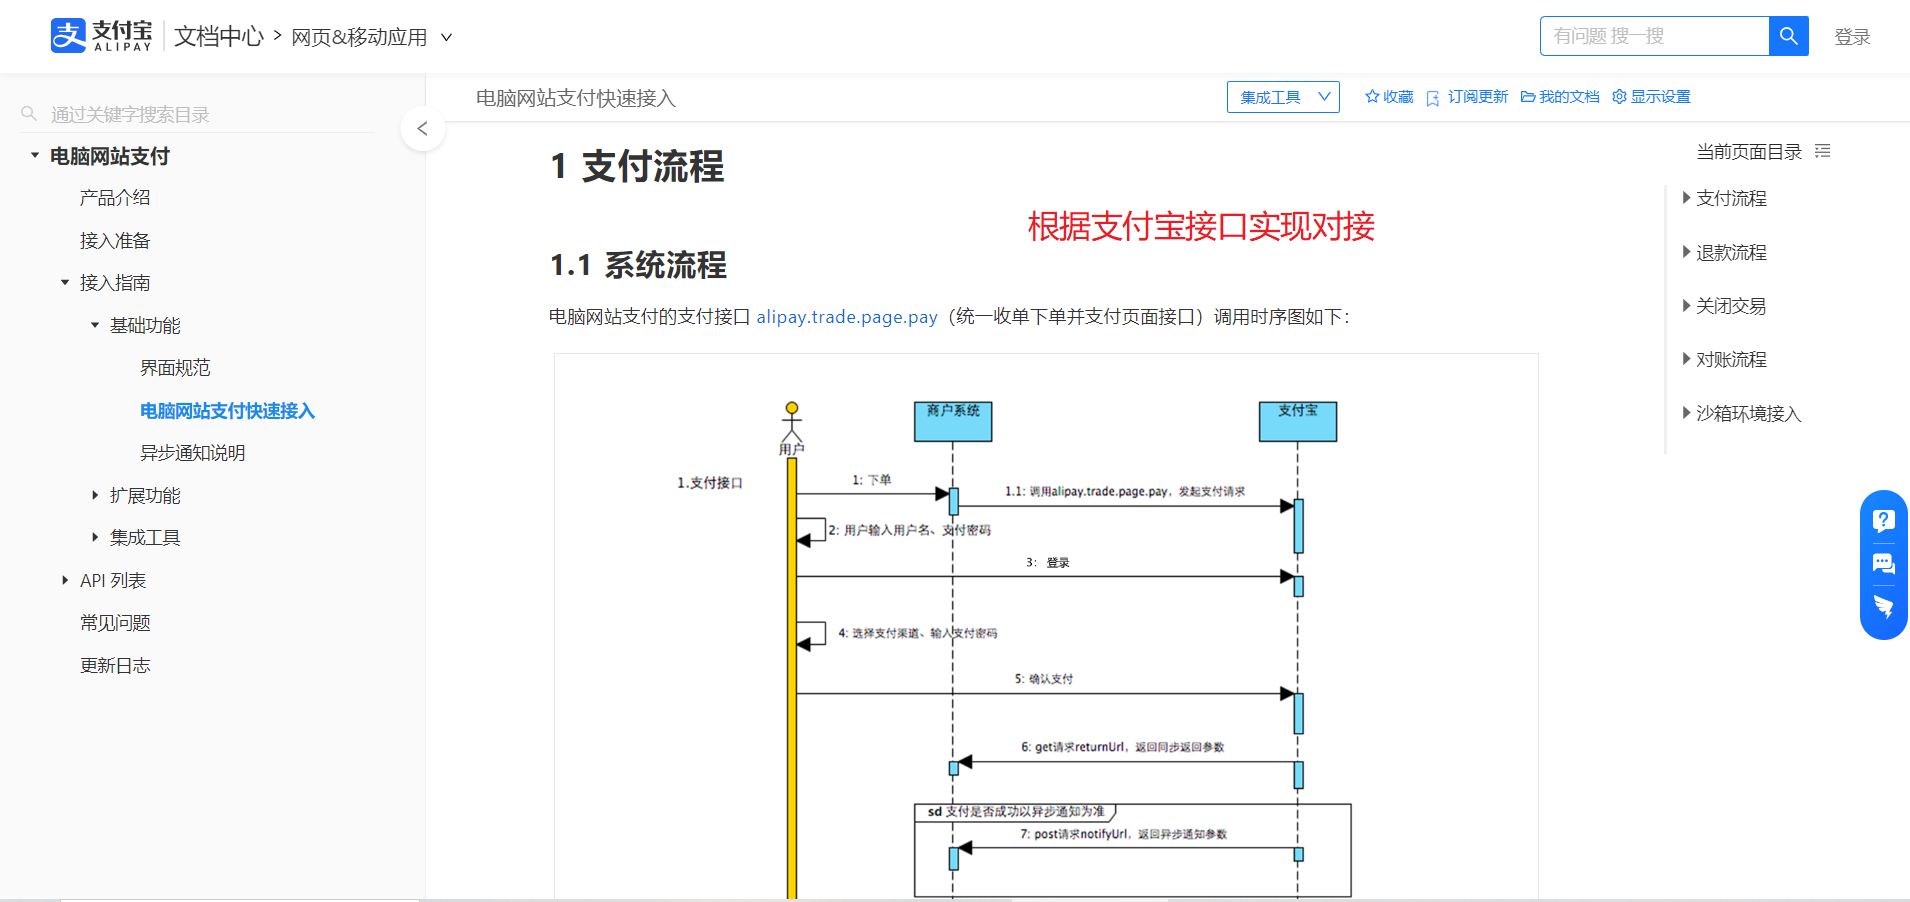 支付宝
ALIPAY
文档中心 > 网页&移动应用
有问题 搜一搜
登录
通过关键字搜索目录
电脑网站支付
产品介绍
接入准备
接入指南
基础功能
界面规范
电脑网站支付快速接入
异步通知说明
扩展功能
集成工具
API 列表
常见问题
更新日志
电脑网站支付快速接入
集成工具
收藏
订阅更新
我的文档
显示设置
1 支付流程
根据支付宝接口实现对接
1.1 系统流程
电脑网站支付的支付接口 alipay.trade.page.pay（统一收单下单并支付页面接口）调用时序图如下：
用户
商户系统
支付宝
1.支付接口
1: 下单
1.1: 调用alipay.trade.page.pay，发起支付请求
2: 用户输入用户名、支付密码
3: 登录
4: 选择支付渠道、输入支付密码
5: 确认支付
6: get请求returnUrl，返回同步返回参数
sd 支付是否成功以异步通知为准
7: post请求notifyUrl，返回异步通知参数
当前页面目录
支付流程
退款流程
关闭交易
对账流程
沙箱环境接入